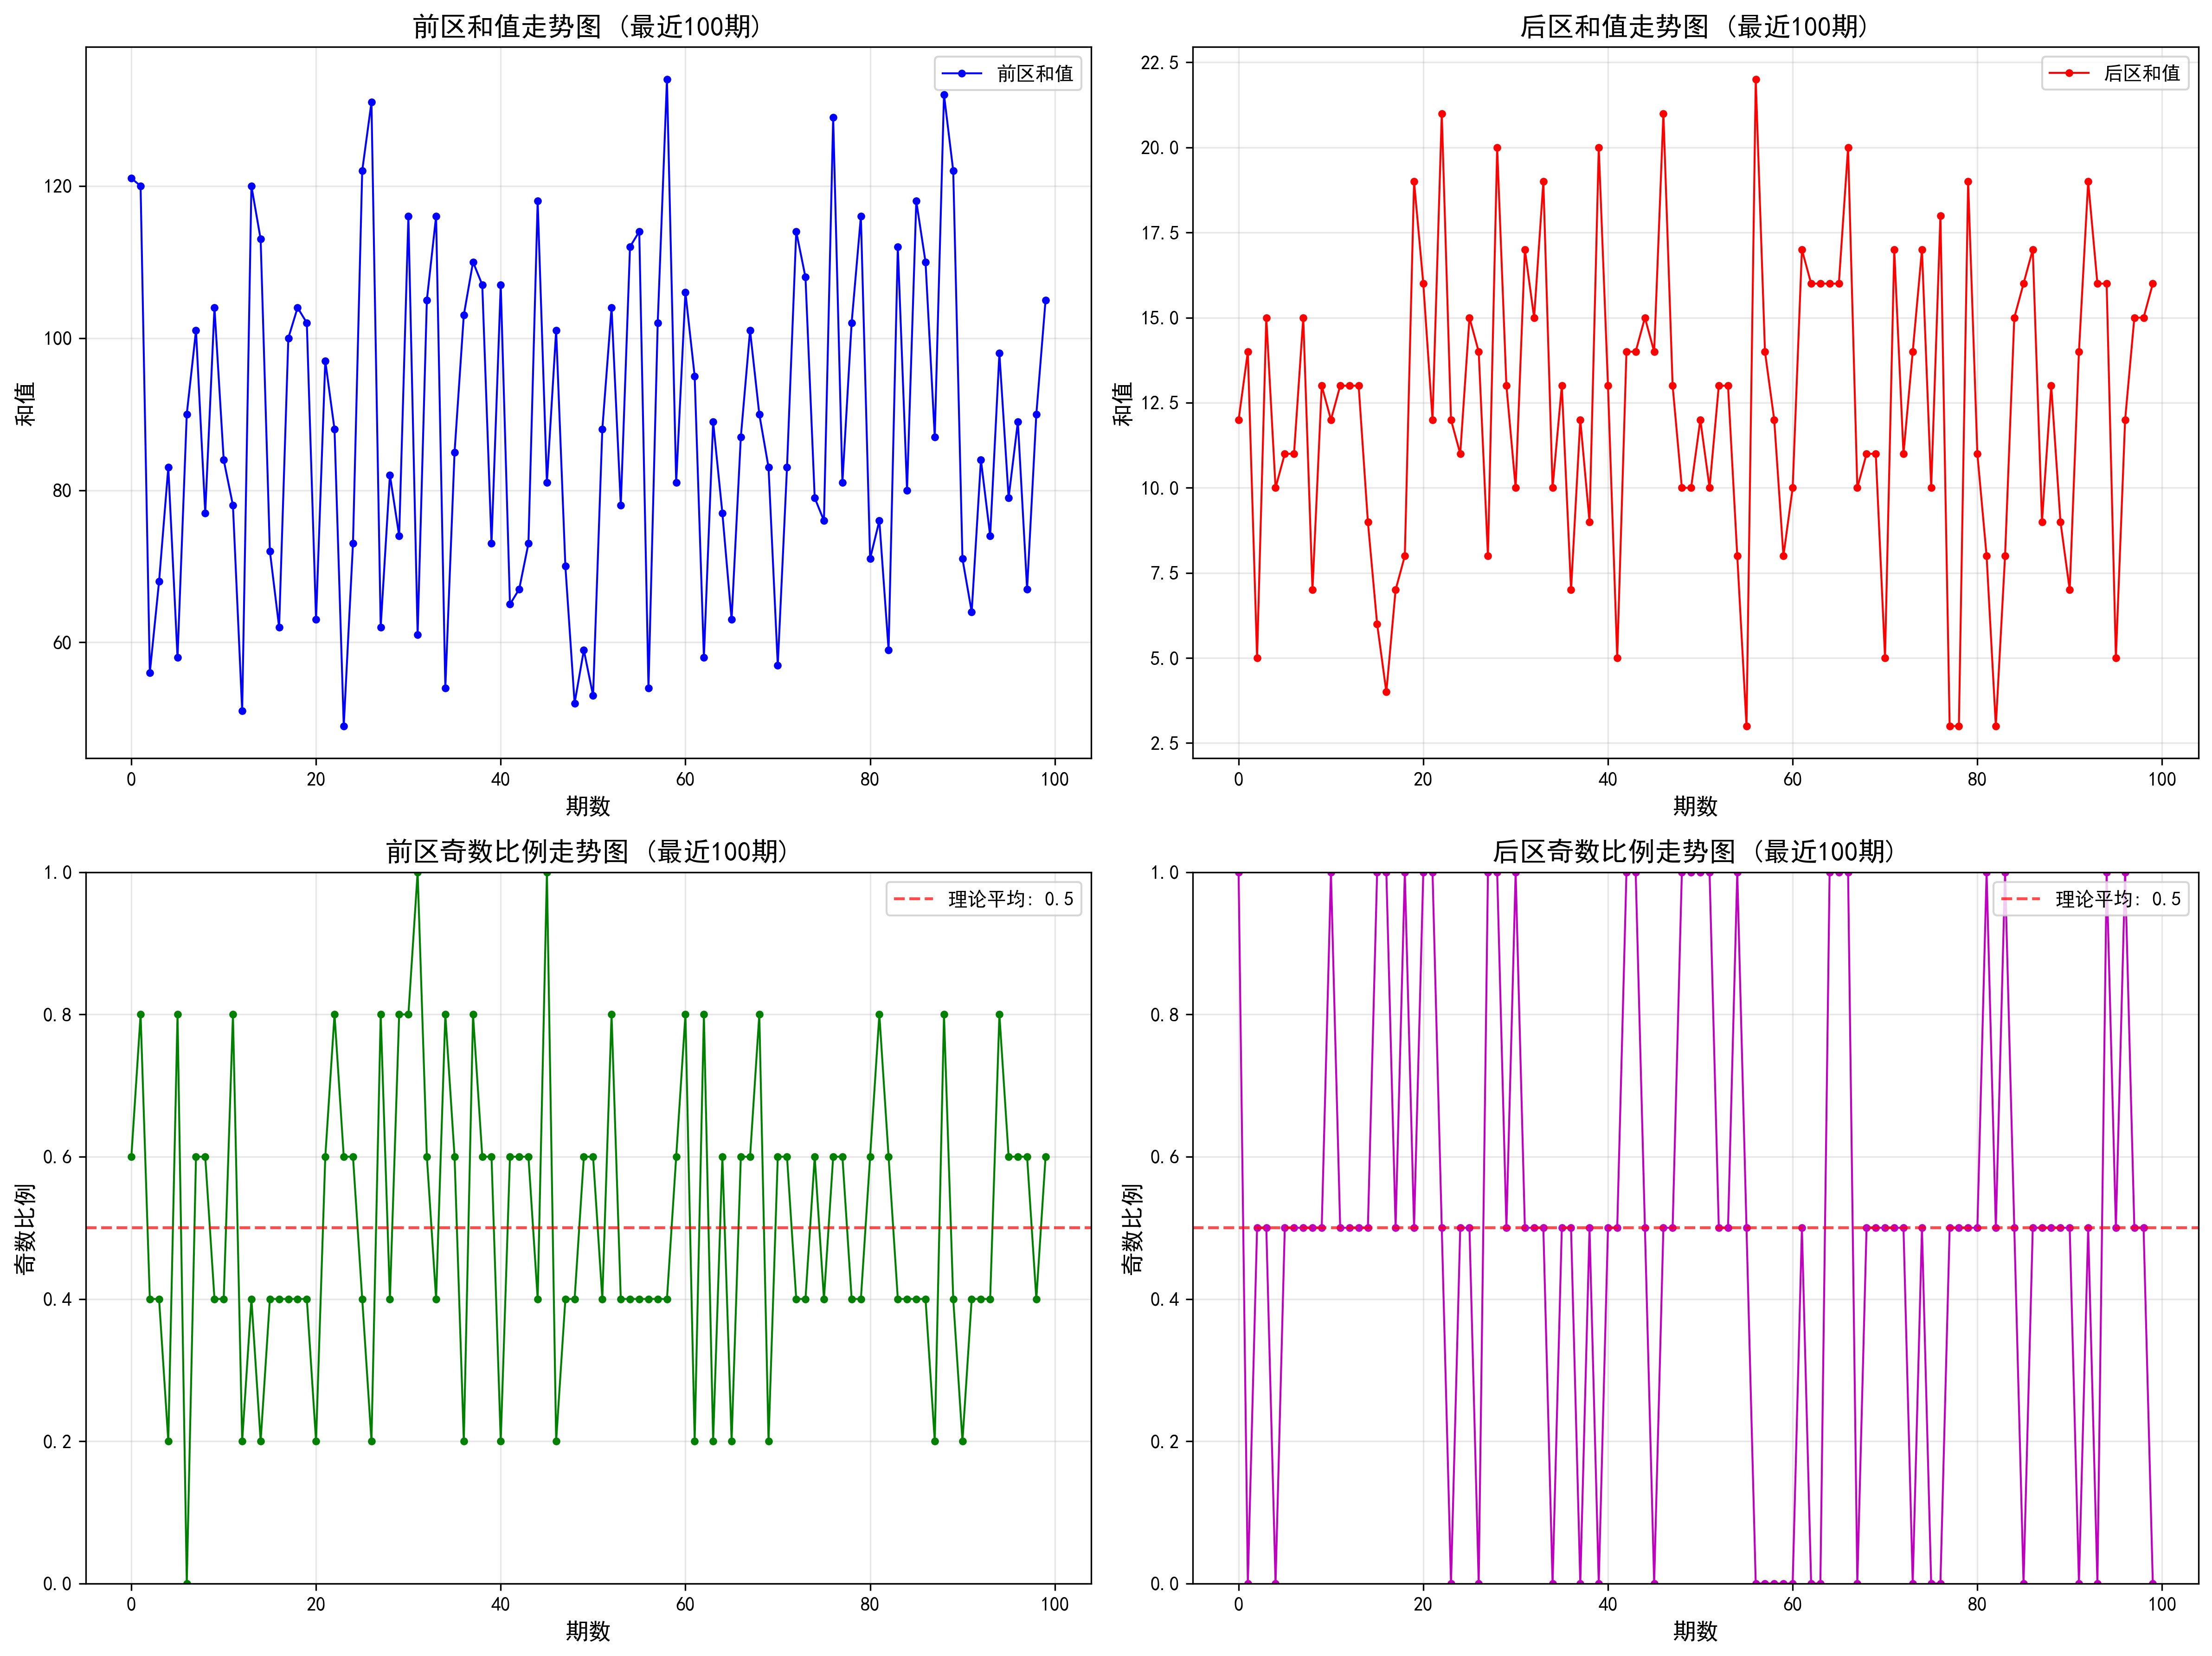 前区和值走势图 (最近100期)
前区和值
和值
120
100
80
60
0 20 40 60 80 100
期数
后区和值走势图 (最近100期)
后区和值
和值
22.5
20.0
17.5
15.0
12.5
10.0
7.5
5.0
2.5
0 20 40 60 80 100
期数
前区奇数比例走势图 (最近100期)
理论平均: 0.5
奇数比例
1.0
0.8
0.6
0.4
0.2
0.0
0 20 40 60 80 100
期数
后区奇数比例走势图 (最近100期)
理论平均: 0.5
奇数比例
1.0
0.8
0.6
0.4
0.2
0.0
0 20 40 60 80 100
期数